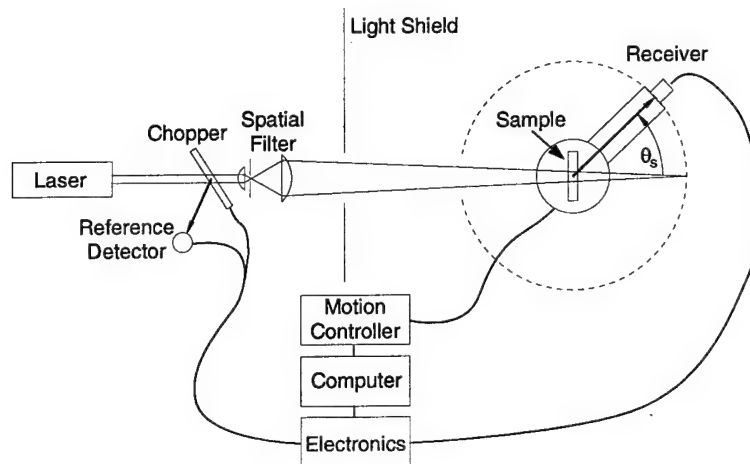 Light Shield
Receiver
Spatial
Filter
Chopper
Sample
Laser
θs
Reference
Detector
Motion
Controller
Computer
Electronics